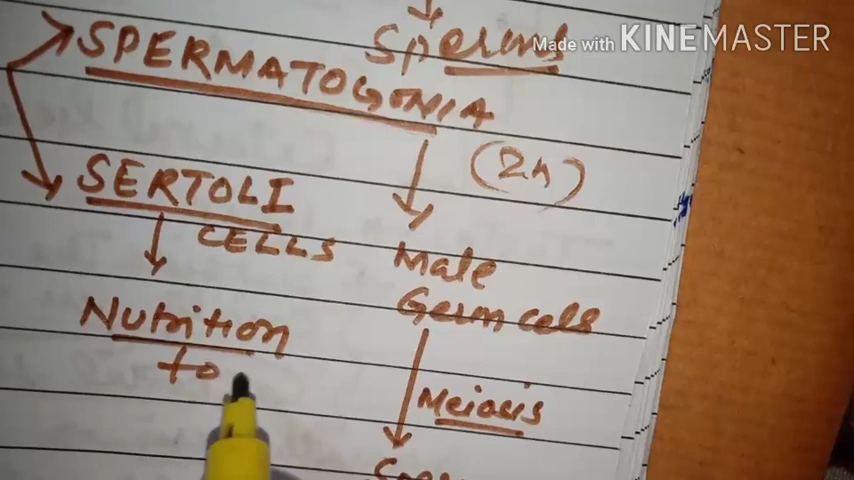 Sperms
Made with KINEMASTER
SPERMATOGONIA
(2n)
SERTOLI
CELLS
Male
Germ cells
Nutrition
to
Meiosis